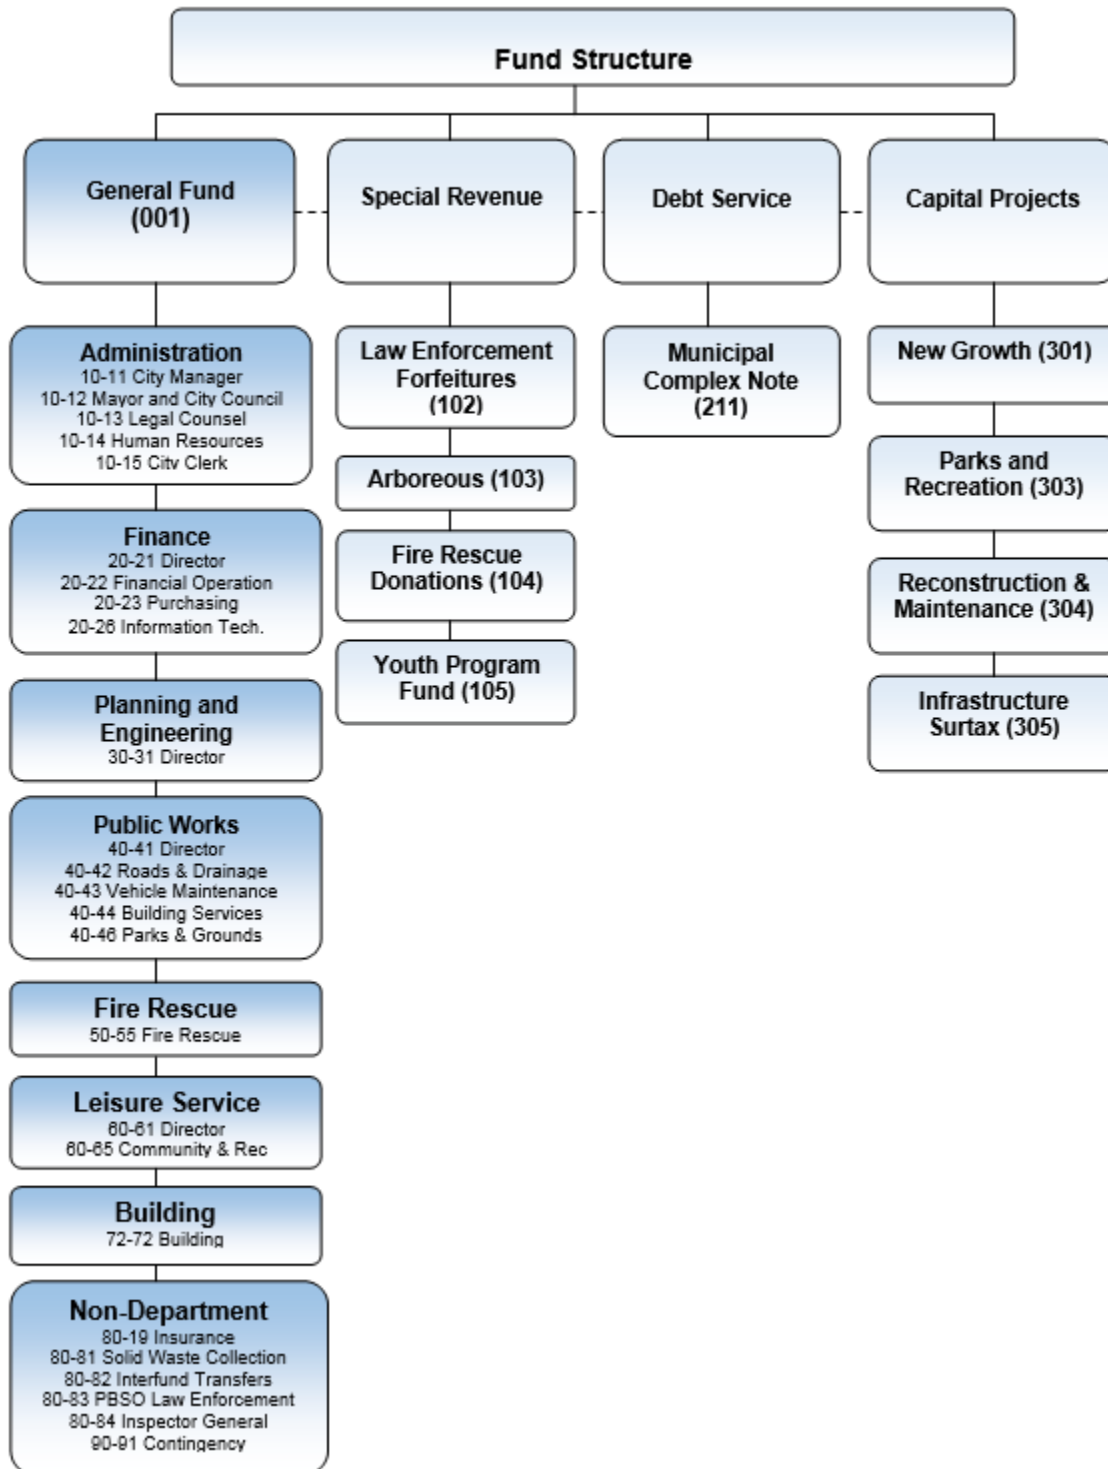 Fund Structure
General Fund
(001)
Special Revenue
Debt Service
Capital Projects
Administration
10-11 City Manager
10-12 Mayor and City Council
10-13 Legal Counsel
10-14 Human Resources
10-15 City Clerk
Finance
20-21 Director
20-22 Financial Operation
20-23 Purchasing
20-26 Information Tech.
Planning and
Engineering
30-31 Director
Public Works
40-41 Director
40-42 Roads & Drainage
40-43 Vehicle Maintenance
40-44 Building Services
40-46 Parks & Grounds
Fire Rescue
50-55 Fire Rescue
Leisure Service
60-61 Director
60-65 Community & Rec
Building
72-72 Building
Non-Department
80-19 Insurance
80-81 Solid Waste Collection
80-82 Interfund Transfers
80-83 PBSO Law Enforcement
80-84 Inspector General
90-91 Contingency
Law Enforcement
Forfeitures
(102)
Arboreous (103)
Fire Rescue
Donations (104)
Youth Program
Fund (105)
Municipal
Complex Note
(211)
New Growth (301)
Parks and
Recreation (303)
Reconstruction &
Maintenance (304)
Infrastructure
Surtax (305)